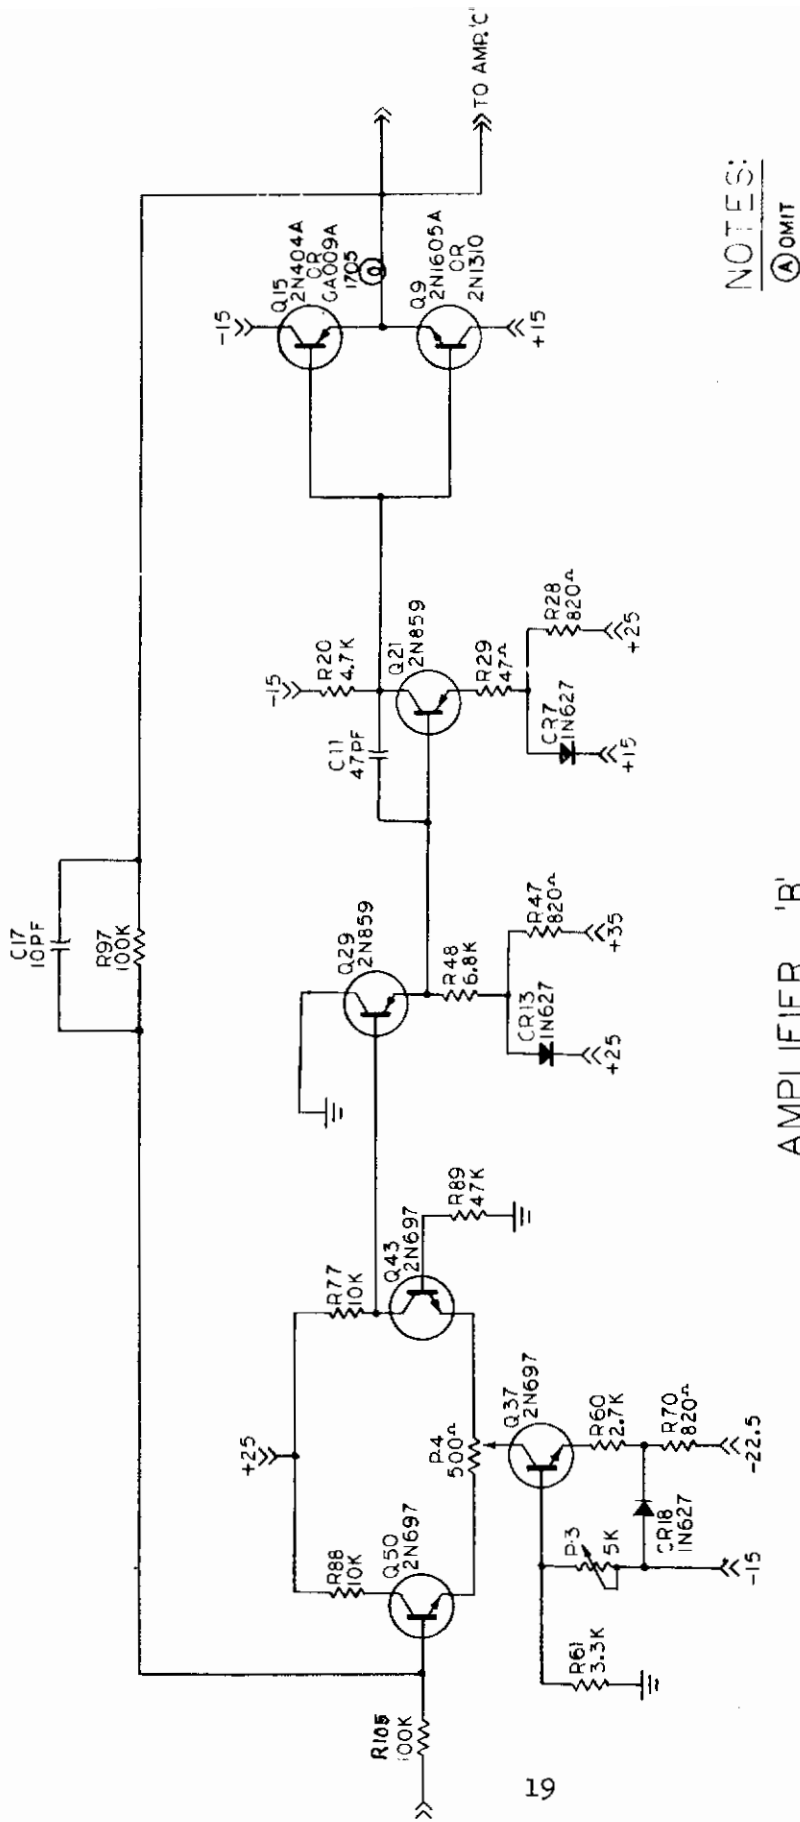 C17
10PF
R97
100K
TO AMP.'C'
-15
Q15
2N404A
OR
GA009A
1705
Q9
2N1605A
OR
2N1310
+15
-15
R20
4.7K
C11
47PF
Q21
2N859
R29
47Ω
CR7
1N627
R28
820Ω
+15
+25
Q29
2N859
R48
6.8K
CR13
1N627
R47
820Ω
+25
+35
+25
R88
10K
R77
10K
Q50
2N697
Q43
2N697
R89
47K
P.4
500Ω
Q37
2N697
R60
2.7K
R70
820Ω
-22.5
P.3
5K
CR18
1N627
-15
R61
3.3K
R105
100K
19
AMPLIFIER 'B'
NOTES:
Ⓐ OMIT